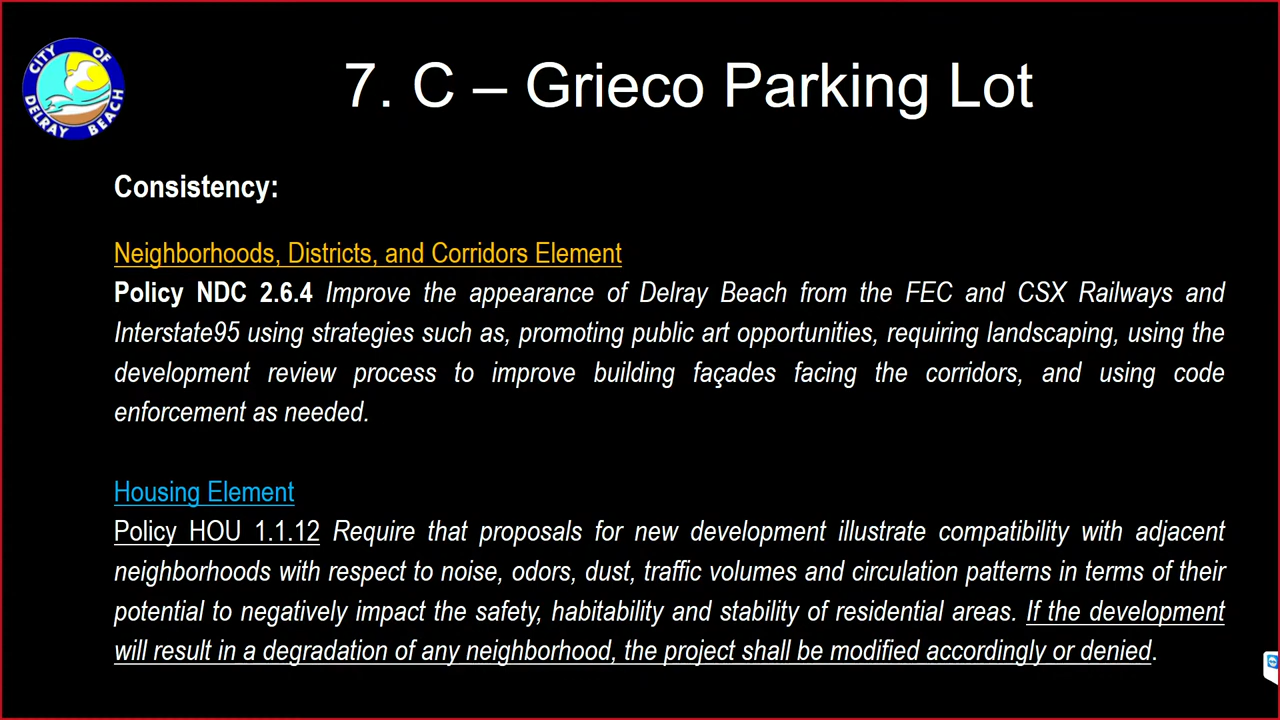 CITY OF
DELRAY BEACH
7. C – Grieco Parking Lot
Consistency:
Neighborhoods, Districts, and Corridors Element
Policy NDC 2.6.4 Improve the appearance of Delray Beach from the FEC and CSX Railways and
Interstate95 using strategies such as, promoting public art opportunities, requiring landscaping, using the
development review process to improve building façades facing the corridors, and using code
enforcement as needed.
Housing Element
Policy HOU 1.1.12 Require that proposals for new development illustrate compatibility with adjacent
neighborhoods with respect to noise, odors, dust, traffic volumes and circulation patterns in terms of their
potential to negatively impact the safety, habitability and stability of residential areas. If the development
will result in a degradation of any neighborhood, the project shall be modified accordingly or denied.